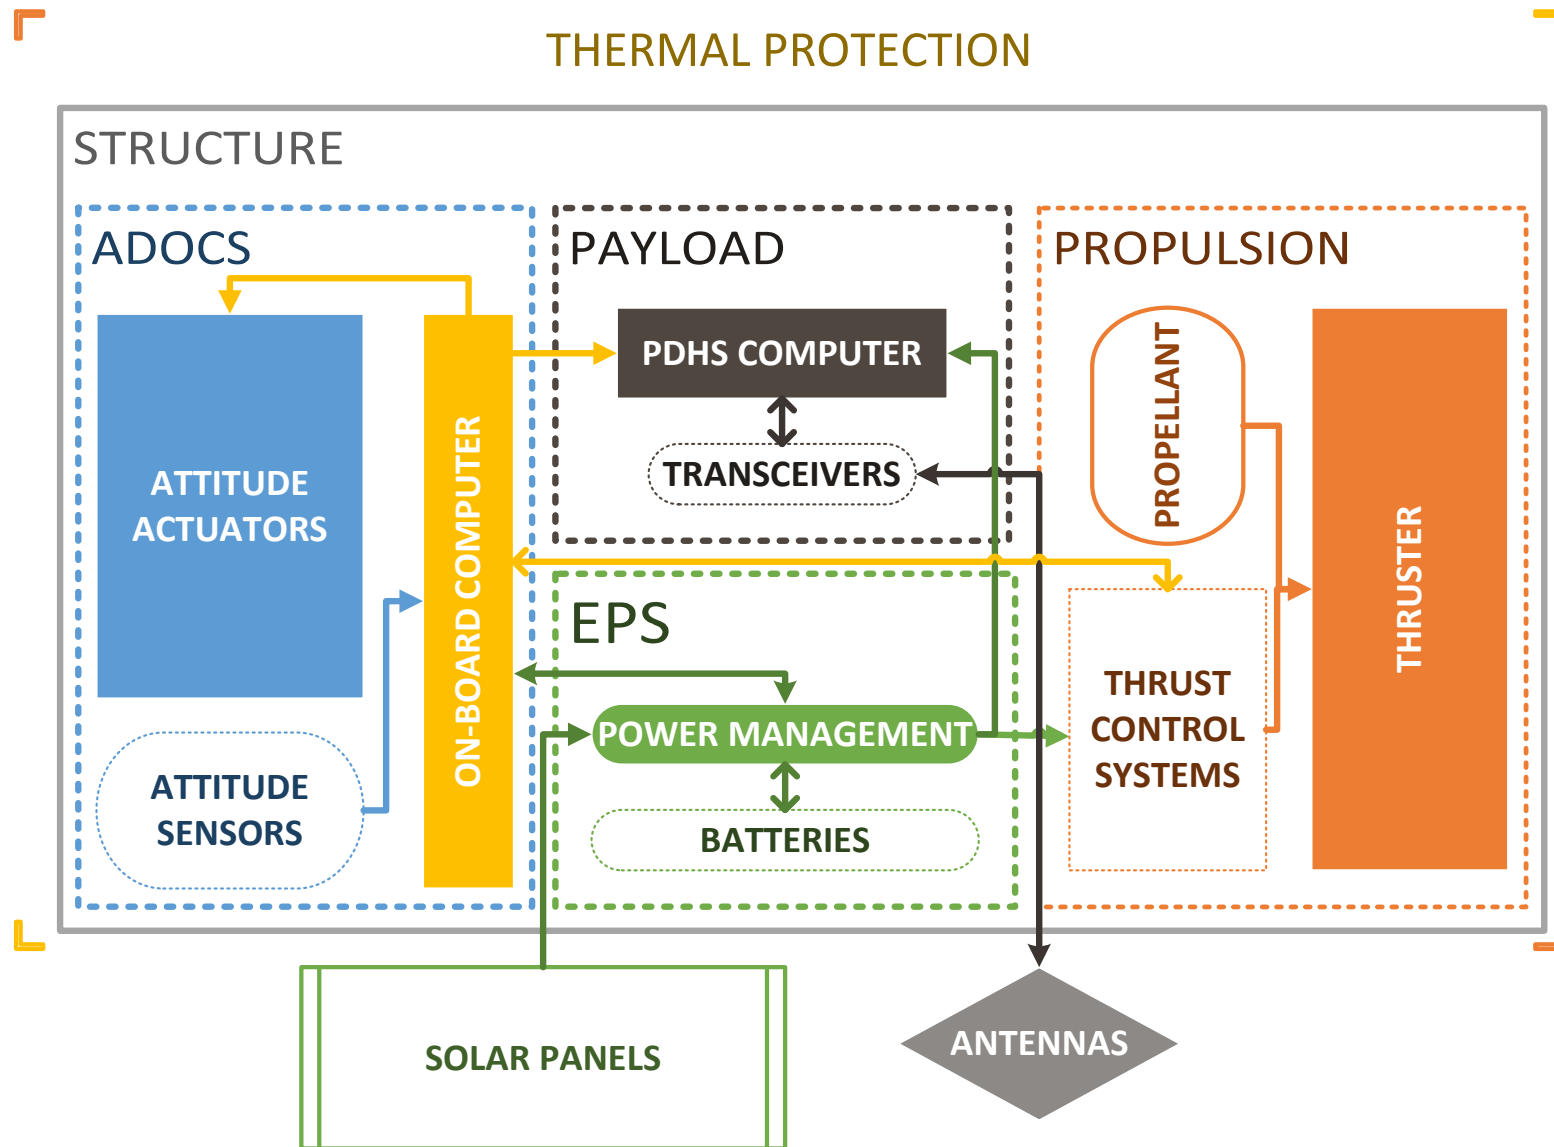 THERMAL PROTECTION
STRUCTURE
ADOCS
ATTITUDE
ACTUATORS
ATTITUDE
SENSORS
ON-BOARD COMPUTER
PAYLOAD
PDHS COMPUTER
TRANSCEIVERS
EPS
POWER MANAGEMENT
BATTERIES
PROPULSION
PROPELLANT
THRUST
CONTROL
SYSTEMS
THRUSTER
SOLAR PANELS
ANTENNAS